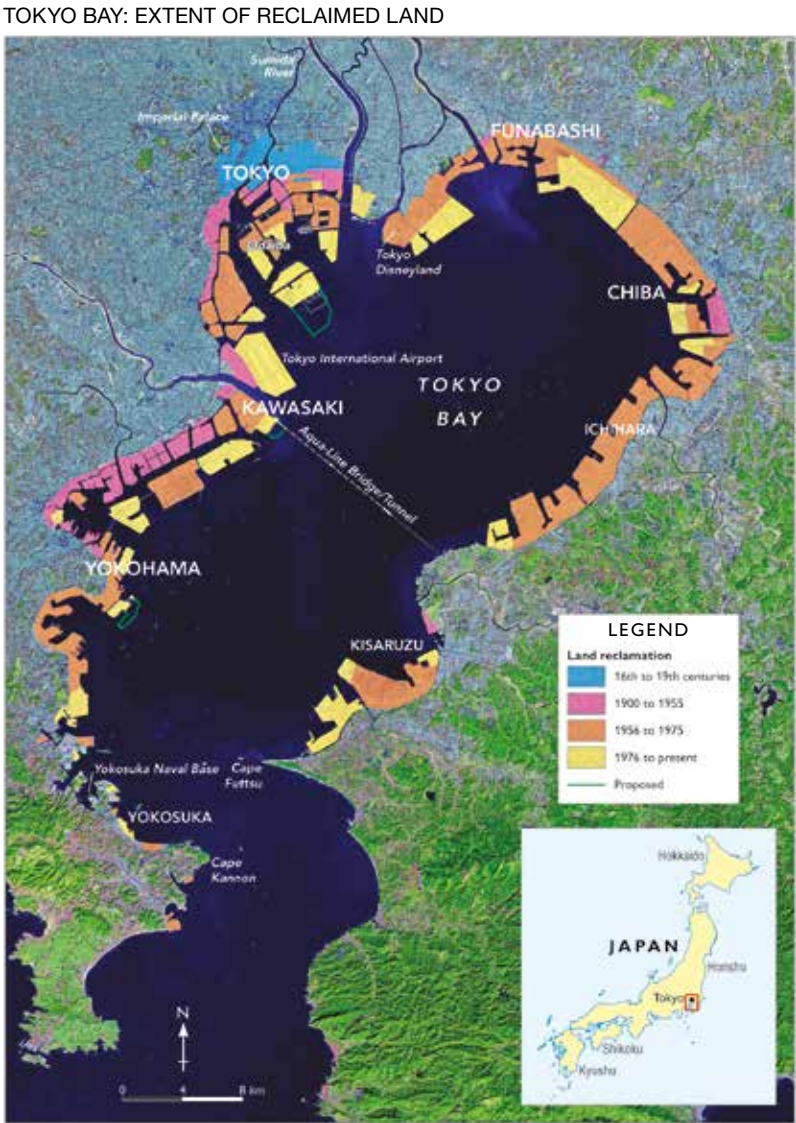 TOKYO BAY: EXTENT OF RECLAIMED LAND
Sumida
River
Imperial Palace
FUNABASHI
TOKYO
Odaiba
Tokyo
Disneyland
CHIBA
Tokyo International Airport
TOKYO
BAY
KAWASAKI
ICHIHARA
Aqua-Line Bridge/Tunnel
YOKOHAMA
KISARUZU
LEGEND
Land reclamation
16th to 19th centuries
1900 to 1955
1956 to 1975
1976 to present
Proposed
Yokosuka Naval Base
Cape
Futtsu
YOKOSUKA
Cape
Kannon
Hokkaido
JAPAN
Honshu
Tokyo
Shikoku
Kyushu
N
0 4 8 km